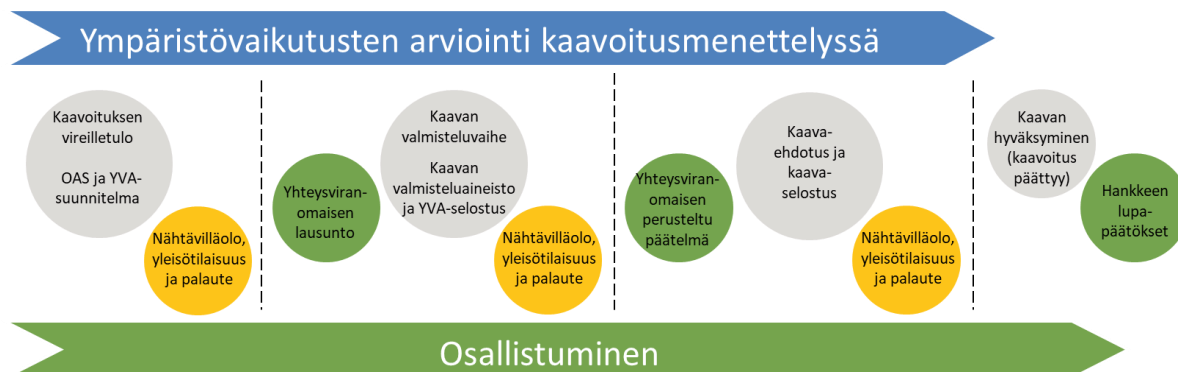 Ympäristövaikutusten arviointi kaavoitusmenettelyssä
Kaavoituksen
vireilletulo
OAS ja YVA-
suunnitelma
Nähtävilläolo,
yleisötilaisuus
ja palaute
Yhteysviran-
omaisen
lausunto
Kaavan
valmisteluvaihe
Kaavan
valmisteluaineisto
ja YVA-selostus
Nähtävilläolo,
yleisötilaisuus
ja palaute
Yhteysviran-
omaisen
perusteltu
päätelmä
Kaava-
ehdotus ja
kaava-
selostus
Nähtävilläolo,
yleisötilaisuus
ja palaute
Kaavan
hyväksyminen
(kaavoitus
päättyy)
Hankkeen
lupa-
päätökset
Osallistuminen